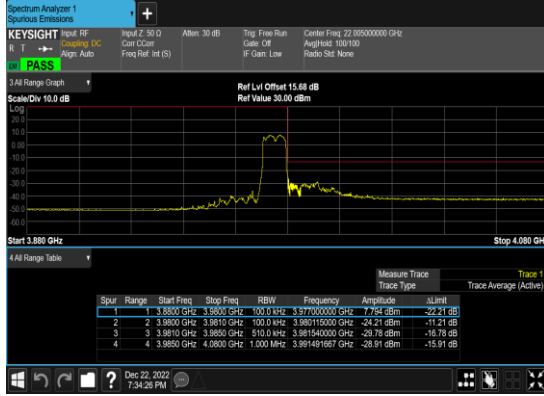 Spectrum Analyzer 1
Spurious Emissions
+
KEYSIGHT Input: RF Input Z: 50 Ω Atten: 30 dB Trig: Free Run Center Freq: 22.005000000 GHz
R T Coupling: DC Corr CCorr Gate: Off Avg|Hold: 100/100
Align: Auto Freq Ref: Int (S) IF Gain: Low Radio Std: None
PASS
3 All Range Graph Ref Lvl Offset 15.68 dB
Scale/Div 10.0 dB Ref Value 30.00 dBm
Log
20.0
10.0
0.00
-10.0
-20.0
-30.0
-40.0
-50.0
-60.0
Start 3.880 GHz Stop 4.080 GH
4 All Range Table
Measure Trace Trace 1
Trace Type Trace Average (Active)
Spur Range Start Freq Stop Freq RBW Frequency Amplitude ΔLimit
1 1 3.8800 GHz 3.9800 GHz 100.0 kHz 3.977000000 GHz 7.794 dBm -22.21 dB
2 2 3.9800 GHz 3.9810 GHz 100.0 kHz 3.980115000 GHz -24.21 dBm -11.21 dB
3 3 3.9810 GHz 3.9850 GHz 510.0 kHz 3.981540000 GHz -29.78 dBm -16.78 dB
4 4 3.9850 GHz 4.0800 GHz 1.000 MHz 3.991491667 GHz -28.91 dBm -15.91 dB
? Dec 22, 2022
7:34:26 PM